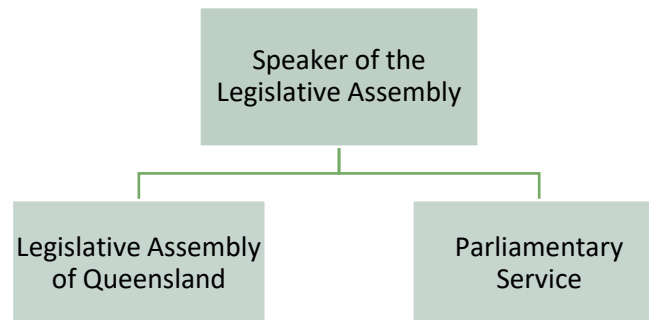 Speaker of the
Legislative Assembly
Legislative Assembly
of Queensland
Parliamentary
Service